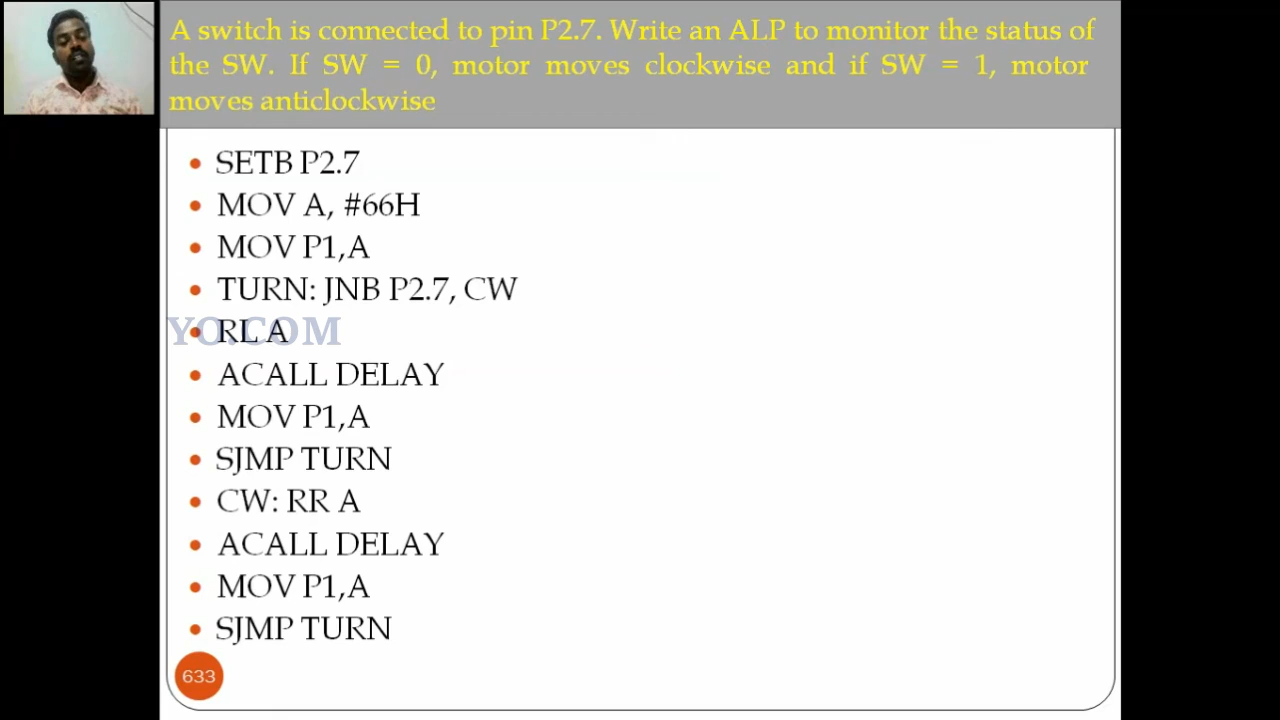 A switch is connected to pin P2.7. Write an ALP to monitor the status of
the SW. If SW = 0, motor moves clockwise and if SW = 1, motor
moves anticlockwise
• SETB P2.7
• MOV A, #66H
• MOV P1,A
• TURN: JNB P2.7, CW
YO.COM
• RL A
• ACALL DELAY
• MOV P1,A
• SJMP TURN
• CW: RR A
• ACALL DELAY
• MOV P1,A
• SJMP TURN
633